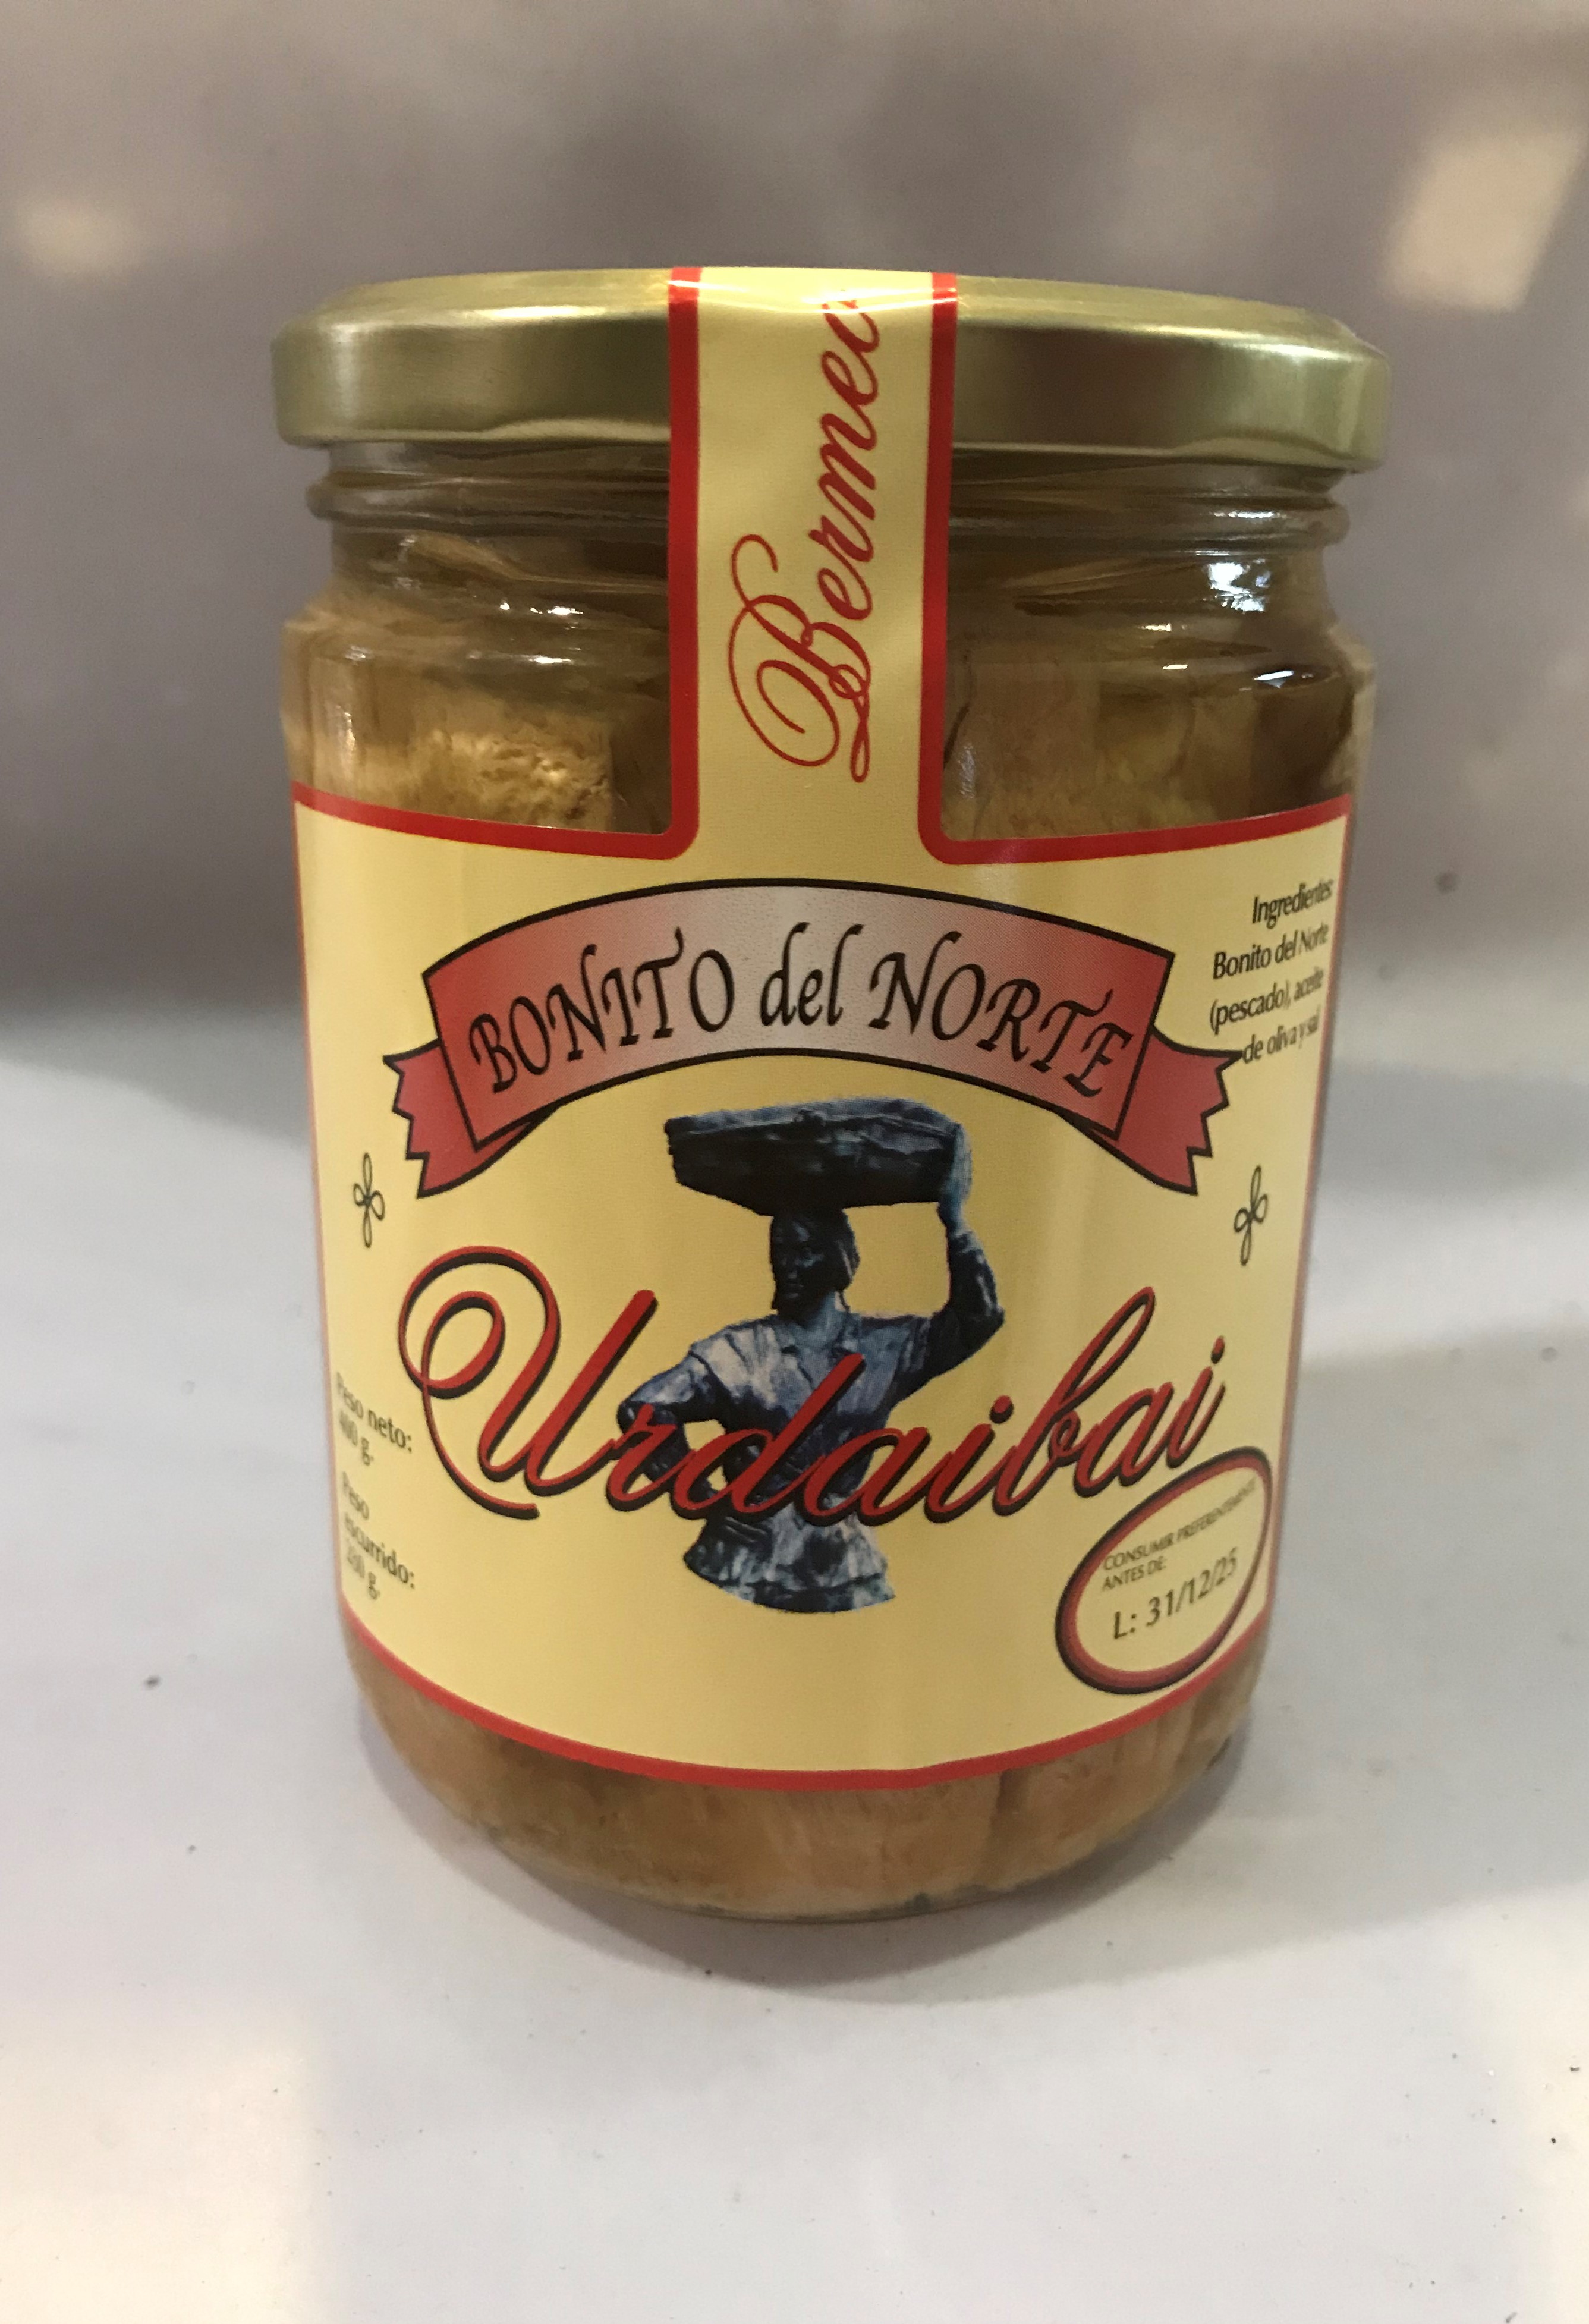 Bermeo
BONITO del NORTE
Ingredientes:
Bonito del Norte
(pescado), aceite
de oliva y sal
Urdaibai
Peso neto:
400 g.
Peso
escurrido:
CONSUMIR PREFERENTEMENTE
ANTES DE:
L: 31/12/25